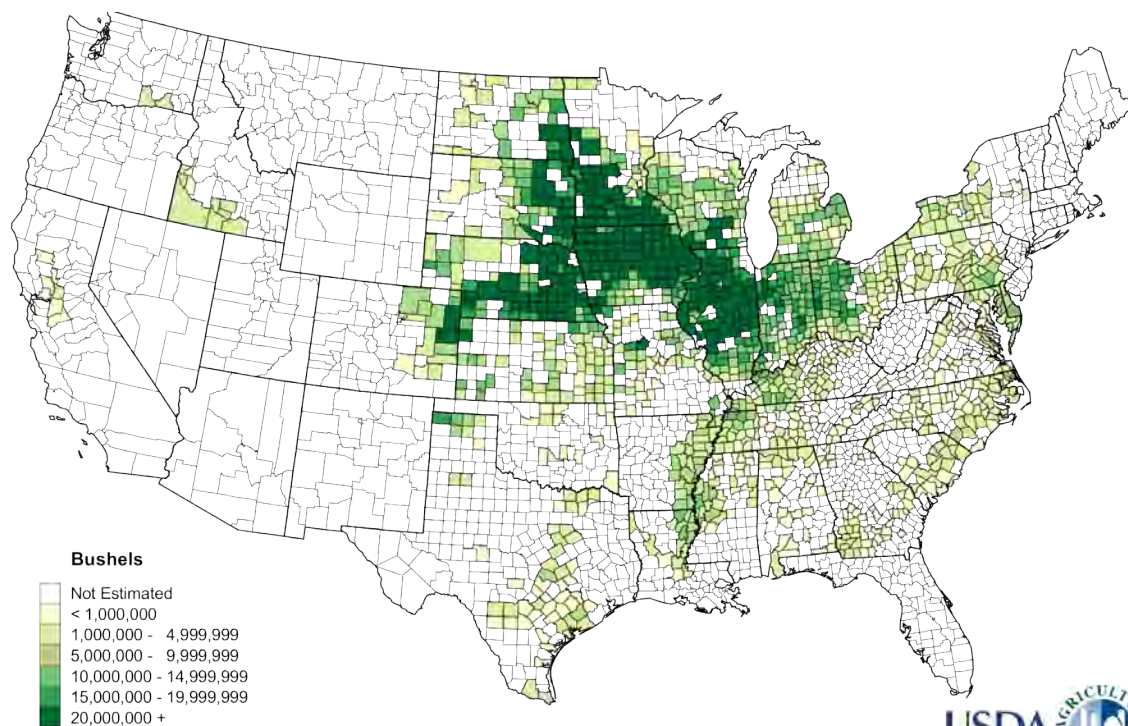 Bushels
Not Estimated
< 1,000,000
1,000,000 - 4,999,999
5,000,000 - 9,999,999
10,000,000 - 14,999,999
15,000,000 - 19,999,999
20,000,000 +
USDA